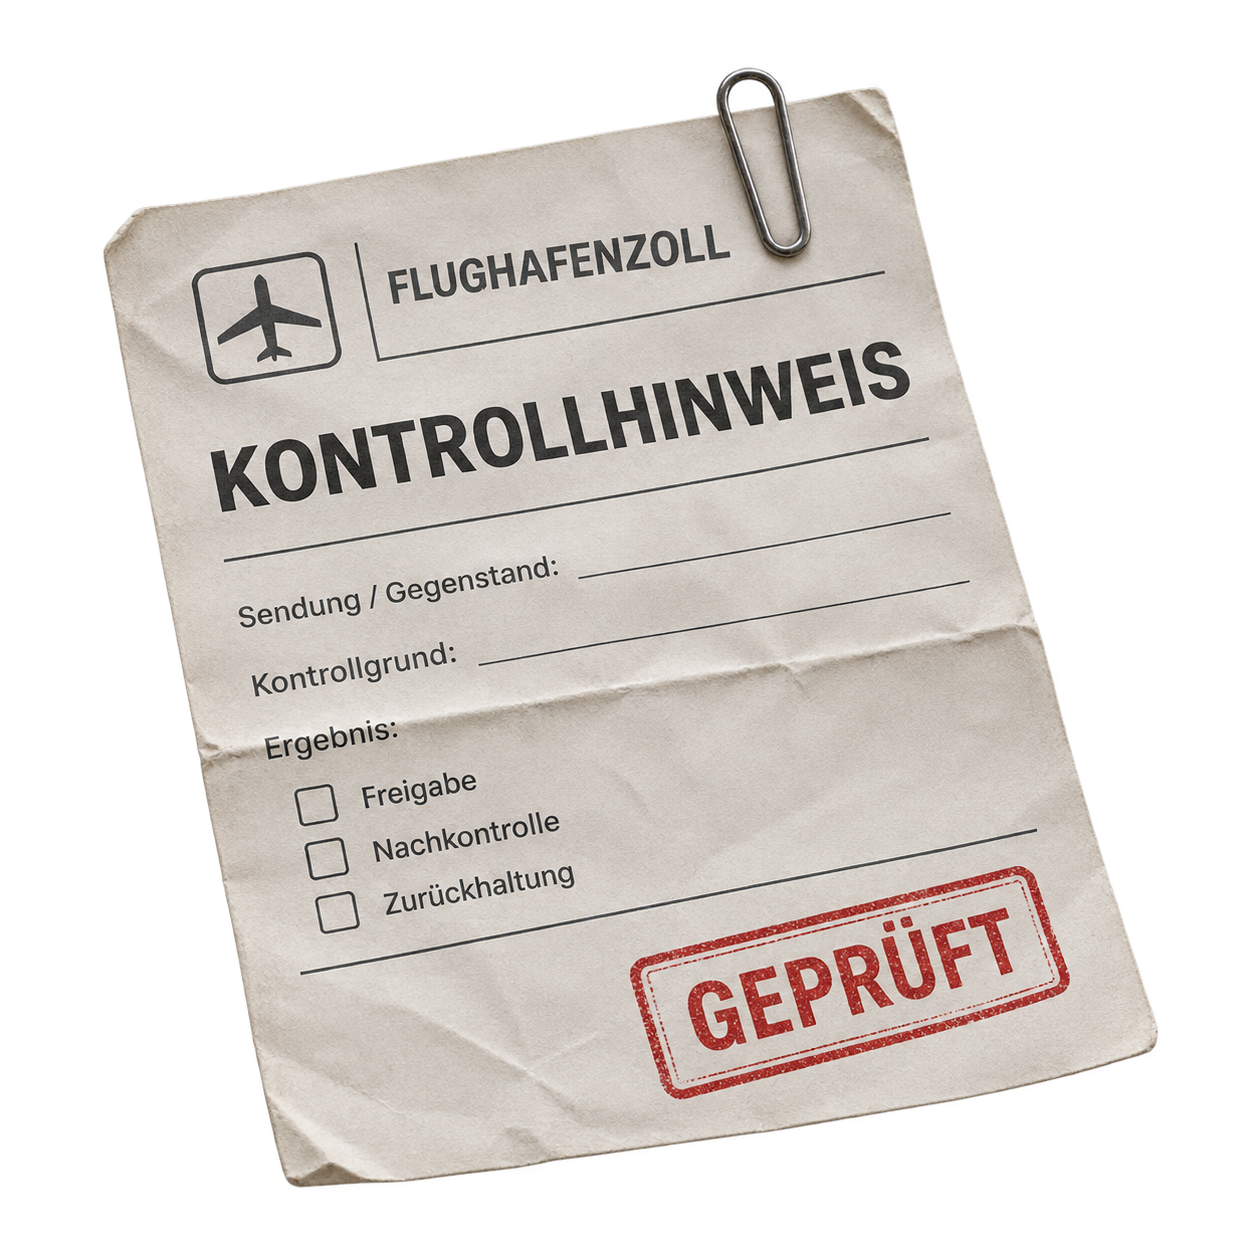 FLUGHAFENZOLL
KONTROLLHINWEIS
Sendung / Gegenstand:
Kontrollgrund:
Ergebnis:
Freigabe
Nachkontrolle
Zurückhaltung
GEPRÜFT